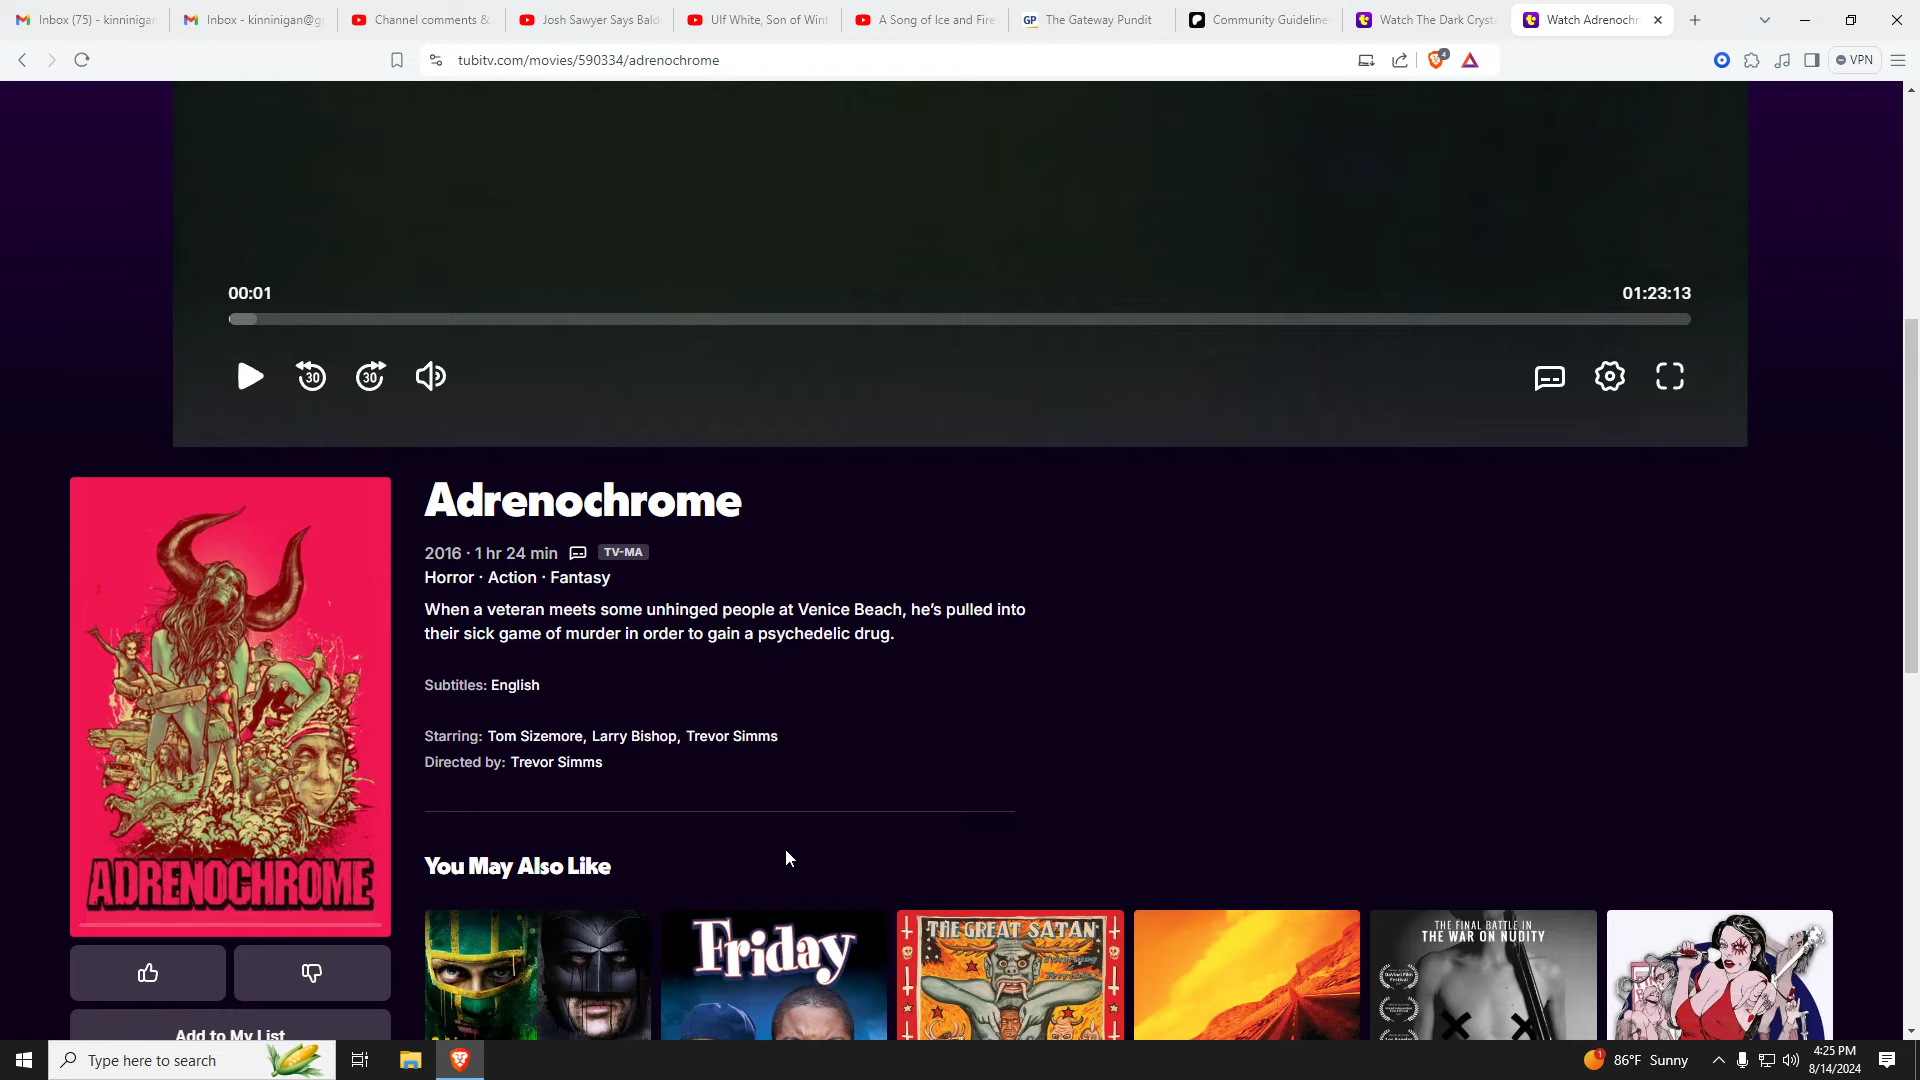 Inbox (75) - kinninigan
Inbox - kinninigan@g
Channel comments &
Josh Sawyer Says Bald
Ulf White, Son of Wint
A Song of Ice and Fire
GP The Gateway Pundit
Community Guideline
Watch The Dark Cryst
Watch Adrenochr
tubitv.com/movies/590334/adrenochrome
4
VPN
00:01
01:23:13
30
30
Adrenochrome
2016 · 1 hr 24 min TV-MA
Horror · Action · Fantasy
When a veteran meets some unhinged people at Venice Beach, he's pulled into
their sick game of murder in order to gain a psychedelic drug.
Subtitles: English
Starring: Tom Sizemore, Larry Bishop, Trevor Simms
Directed by: Trevor Simms
ADRENOCHROME
You May Also Like
Friday
THE GREAT SATAN
THE FINAL BATTLE IN
THE WAR ON NUDITY
Add to My List
Type here to search
1
86°F Sunny
4:25 PM
8/14/2024